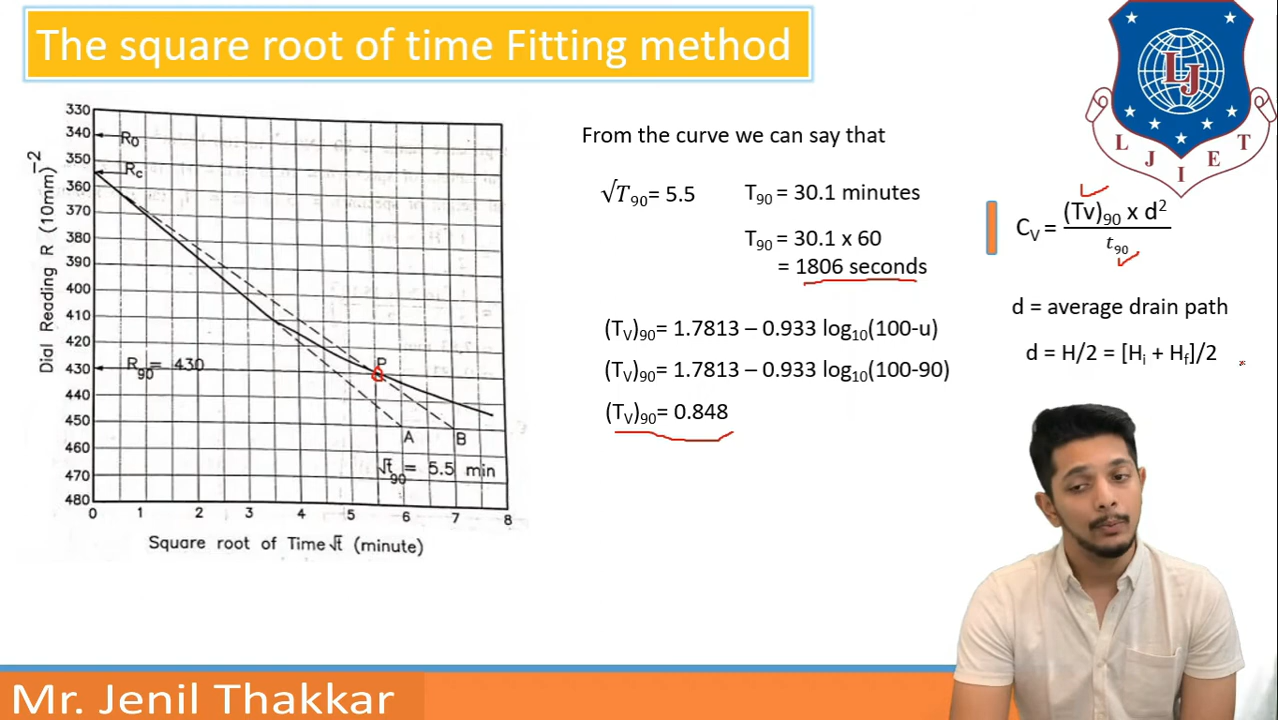 The square root of time Fitting method
L J I E T
LJ
330
340
350
360
370
380
390
400
410
420
430
440
450
460
470
480
Dial Reading R (10mm)⁻²
R₀
Rc
R₉₀ = 430
P
A
B
√t₉₀ = 5.5 min
0 1 2 3 4 5 6 7 8
Square root of Time √t (minute)
From the curve we can say that
√T₉₀= 5.5
T₉₀ = 30.1 minutes
T₉₀ = 30.1 x 60
= 1806 seconds
(Tᵥ)₉₀= 1.7813 – 0.933 log₁₀(100-u)
(Tᵥ)₉₀= 1.7813 – 0.933 log₁₀(100-90)
(Tᵥ)₉₀= 0.848
Cᵥ = (Tv)₉₀ x d² / t₉₀
d = average drain path
d = H/2 = [Hᵢ + H_f]/2
Mr. Jenil Thakkar